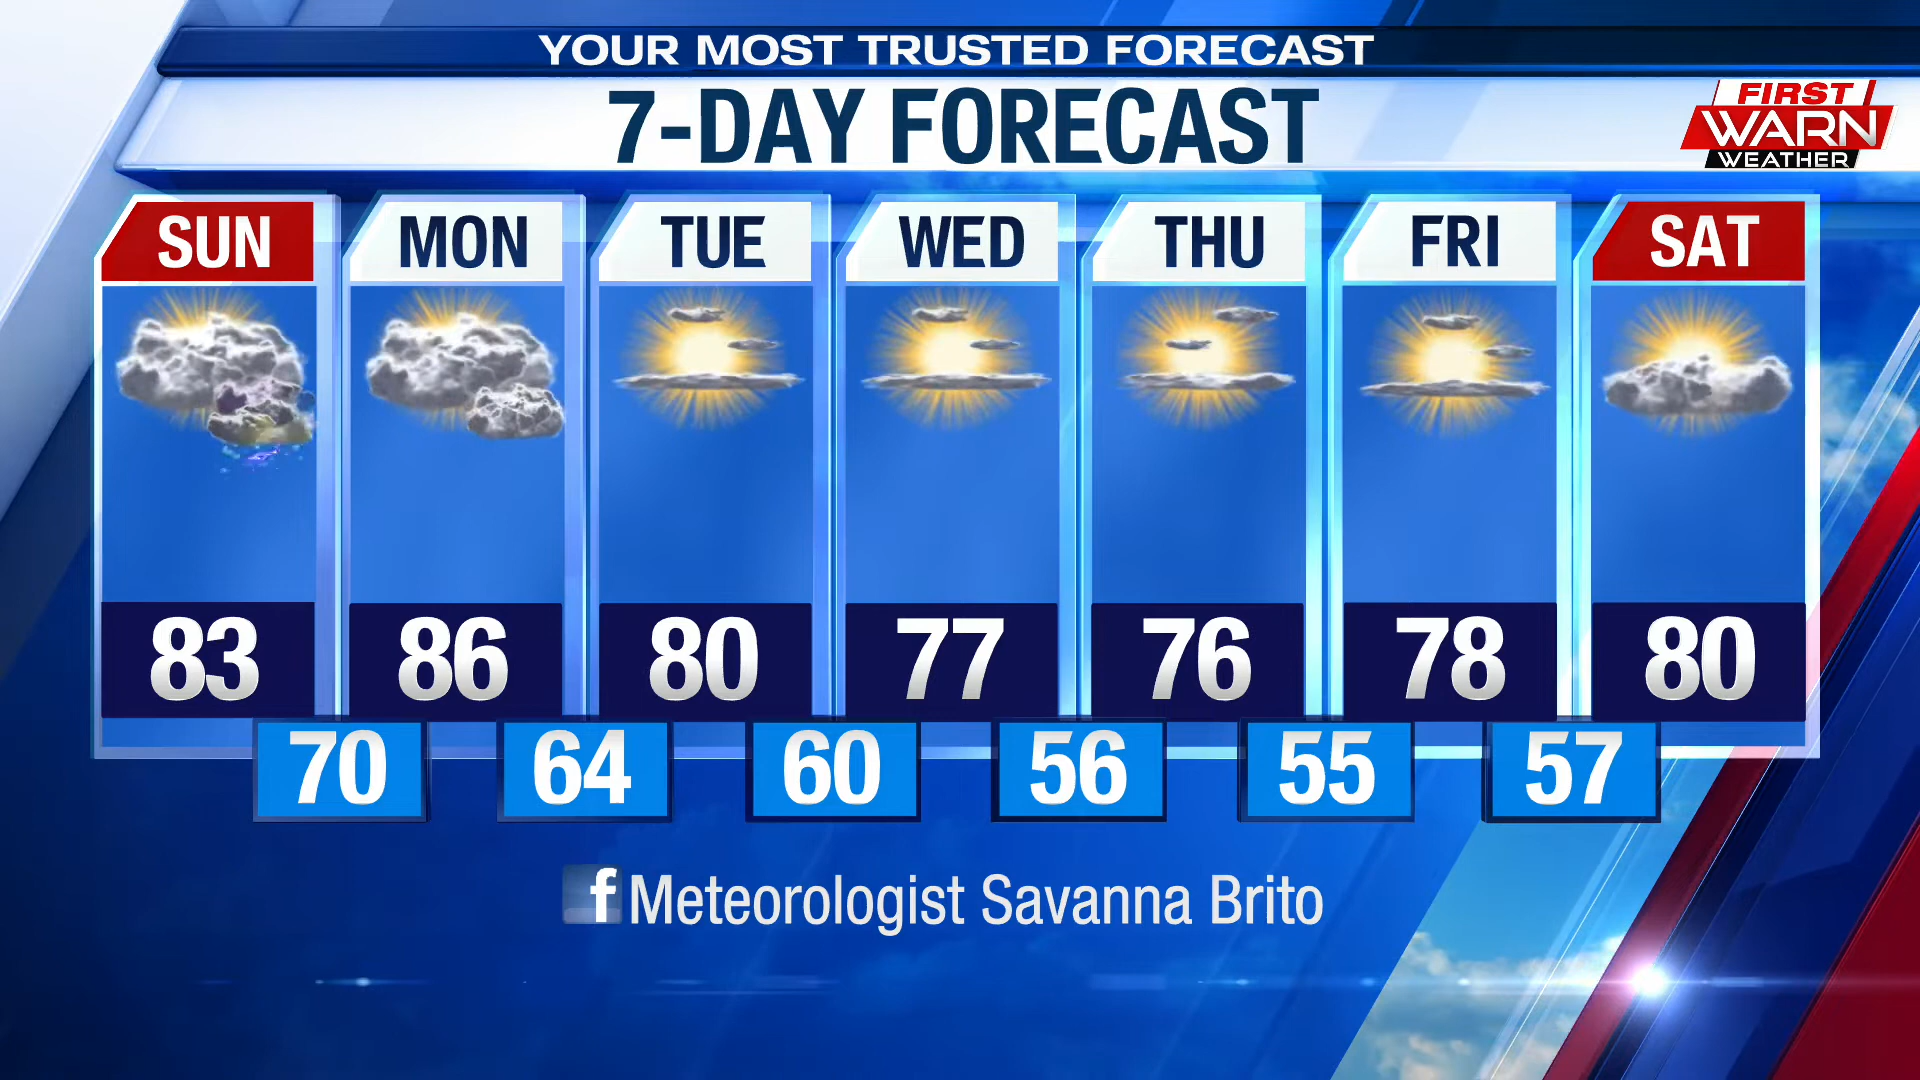 YOUR MOST TRUSTED FORECAST
7-DAY FORECAST
FIRST
WARN
WEATHER
SUN MON TUE WED THU FRI SAT
83 86 80 77 76 78 80
70 64 60 56 55 57
f Meteorologist Savanna Brito